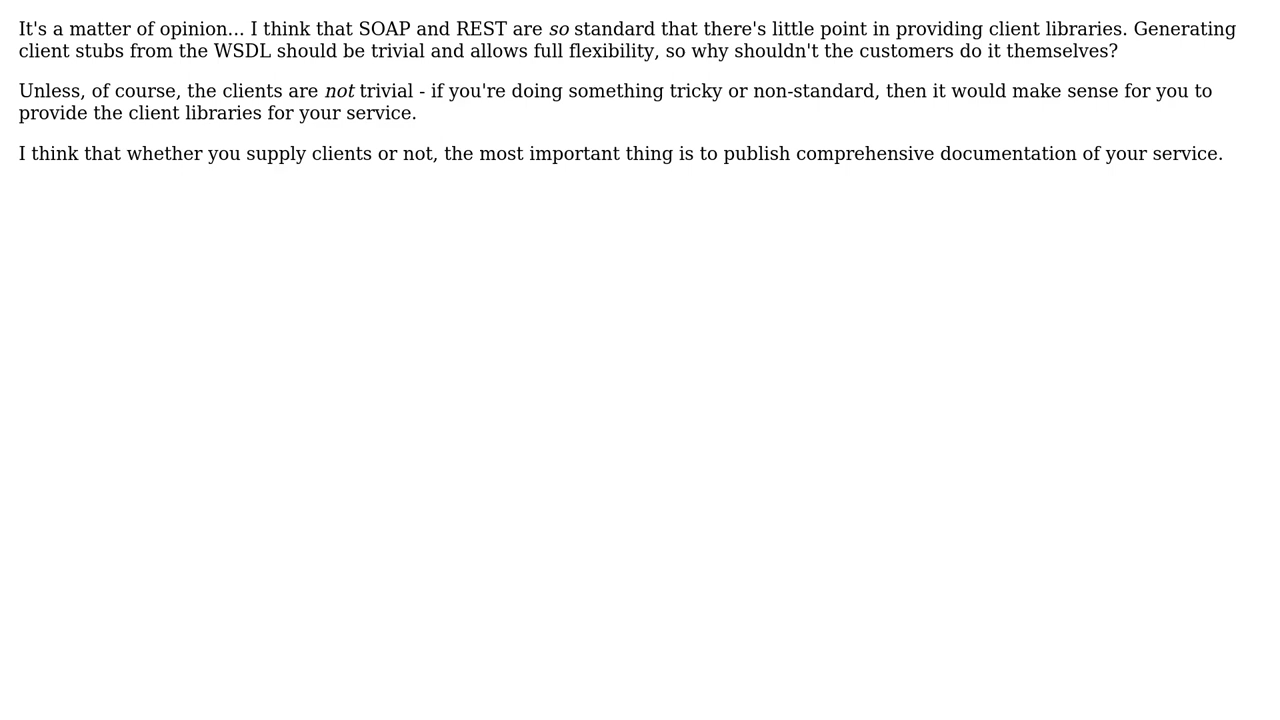 It's a matter of opinion... I think that SOAP and REST are so standard that there's little point in providing client libraries. Generating
client stubs from the WSDL should be trivial and allows full flexibility, so why shouldn't the customers do it themselves?
Unless, of course, the clients are not trivial - if you're doing something tricky or non-standard, then it would make sense for you to
provide the client libraries for your service.
I think that whether you supply clients or not, the most important thing is to publish comprehensive documentation of your service.